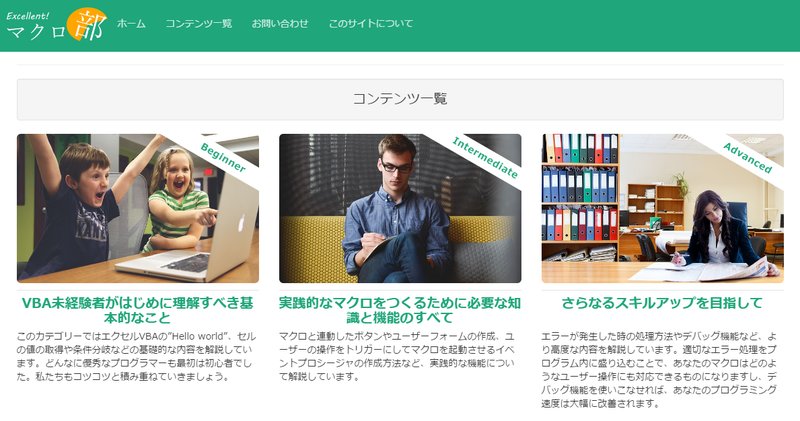 Excellent!
マクロ部
ホーム コンテンツ一覧 お問い合わせ このサイトについて
コンテンツ一覧
Beginner
VBA未経験者がはじめに理解すべき基
本的なこと
このカテゴリーではエクセルVBAの”Hello world”、セル
の値の取得や条件分岐などの基礎的な内容を解説してい
ます。どんなに優秀なプログラマーも最初は初心者でし
た。私たちもコツコツと積み重ねていきましょう。
Intermediate
実践的なマクロをつくるために必要な知
識と機能のすべて
マクロと連動したボタンやユーザーフォームの作成、ユ
ーザーの操作をトリガーにしてマクロを起動させるイベ
ントプロシージャの作成方法など、実践的な機能につい
て解説しています。
Advanced
さらなるスキルアップを目指して
エラーが発生した時の処理方法やデバッグ機能など、よ
り高度な内容を解説しています。適切なエラー処理をプ
ログラム内に盛り込むことで、あなたのマクロはどのよ
うなユーザー操作にも対応できるものになりますし、デ
バッグ機能を使いこなせれば、あなたのプログラミング
速度は大幅に改善されます。